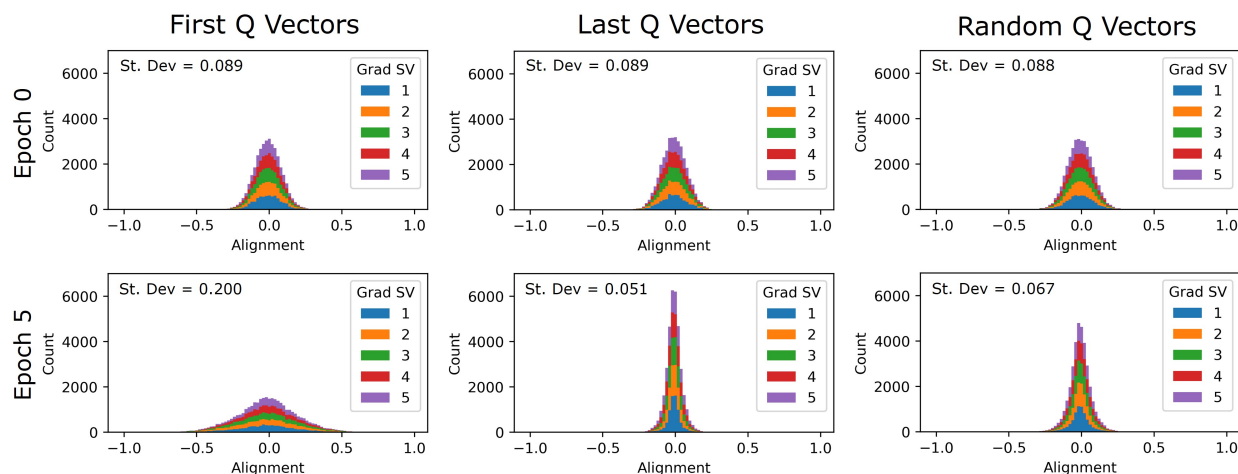 First Q Vectors
Last Q Vectors
Random Q Vectors
Epoch 0
St. Dev = 0.089
Grad SV
1
2
3
4
5
6000
4000
2000
0
Count
−1.0 −0.5 0.0 0.5 1.0
Alignment
St. Dev = 0.089
Grad SV
1
2
3
4
5
6000
4000
2000
0
Count
−1.0 −0.5 0.0 0.5 1.0
Alignment
St. Dev = 0.088
Grad SV
1
2
3
4
5
6000
4000
2000
0
Count
−1.0 −0.5 0.0 0.5 1.0
Alignment
Epoch 5
St. Dev = 0.200
Grad SV
1
2
3
4
5
6000
4000
2000
0
Count
−1.0 −0.5 0.0 0.5 1.0
Alignment
St. Dev = 0.051
Grad SV
1
2
3
4
5
6000
4000
2000
0
Count
−1.0 −0.5 0.0 0.5 1.0
Alignment
St. Dev = 0.067
Grad SV
1
2
3
4
5
6000
4000
2000
0
Count
−1.0 −0.5 0.0 0.5 1.0
Alignment